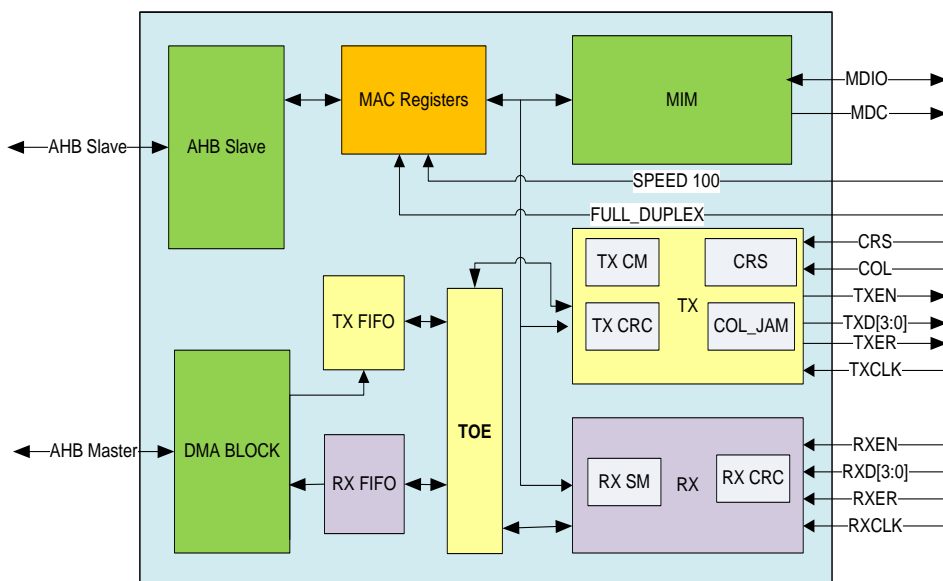 MAC Registers
MIM
MDIO
MDC
AHB Slave
AHB Slave
SPEED 100
FULL_DUPLEX
TX CM
CRS
TX
TX CRC
COL_JAM
CRS
COL
TXEN
TXD[3:0]
TXER
TXCLK
TX FIFO
TOE
AHB Master
DMA BLOCK
RX FIFO
RX SM
RX
RX CRC
RXEN
RXD[3:0]
RXER
RXCLK